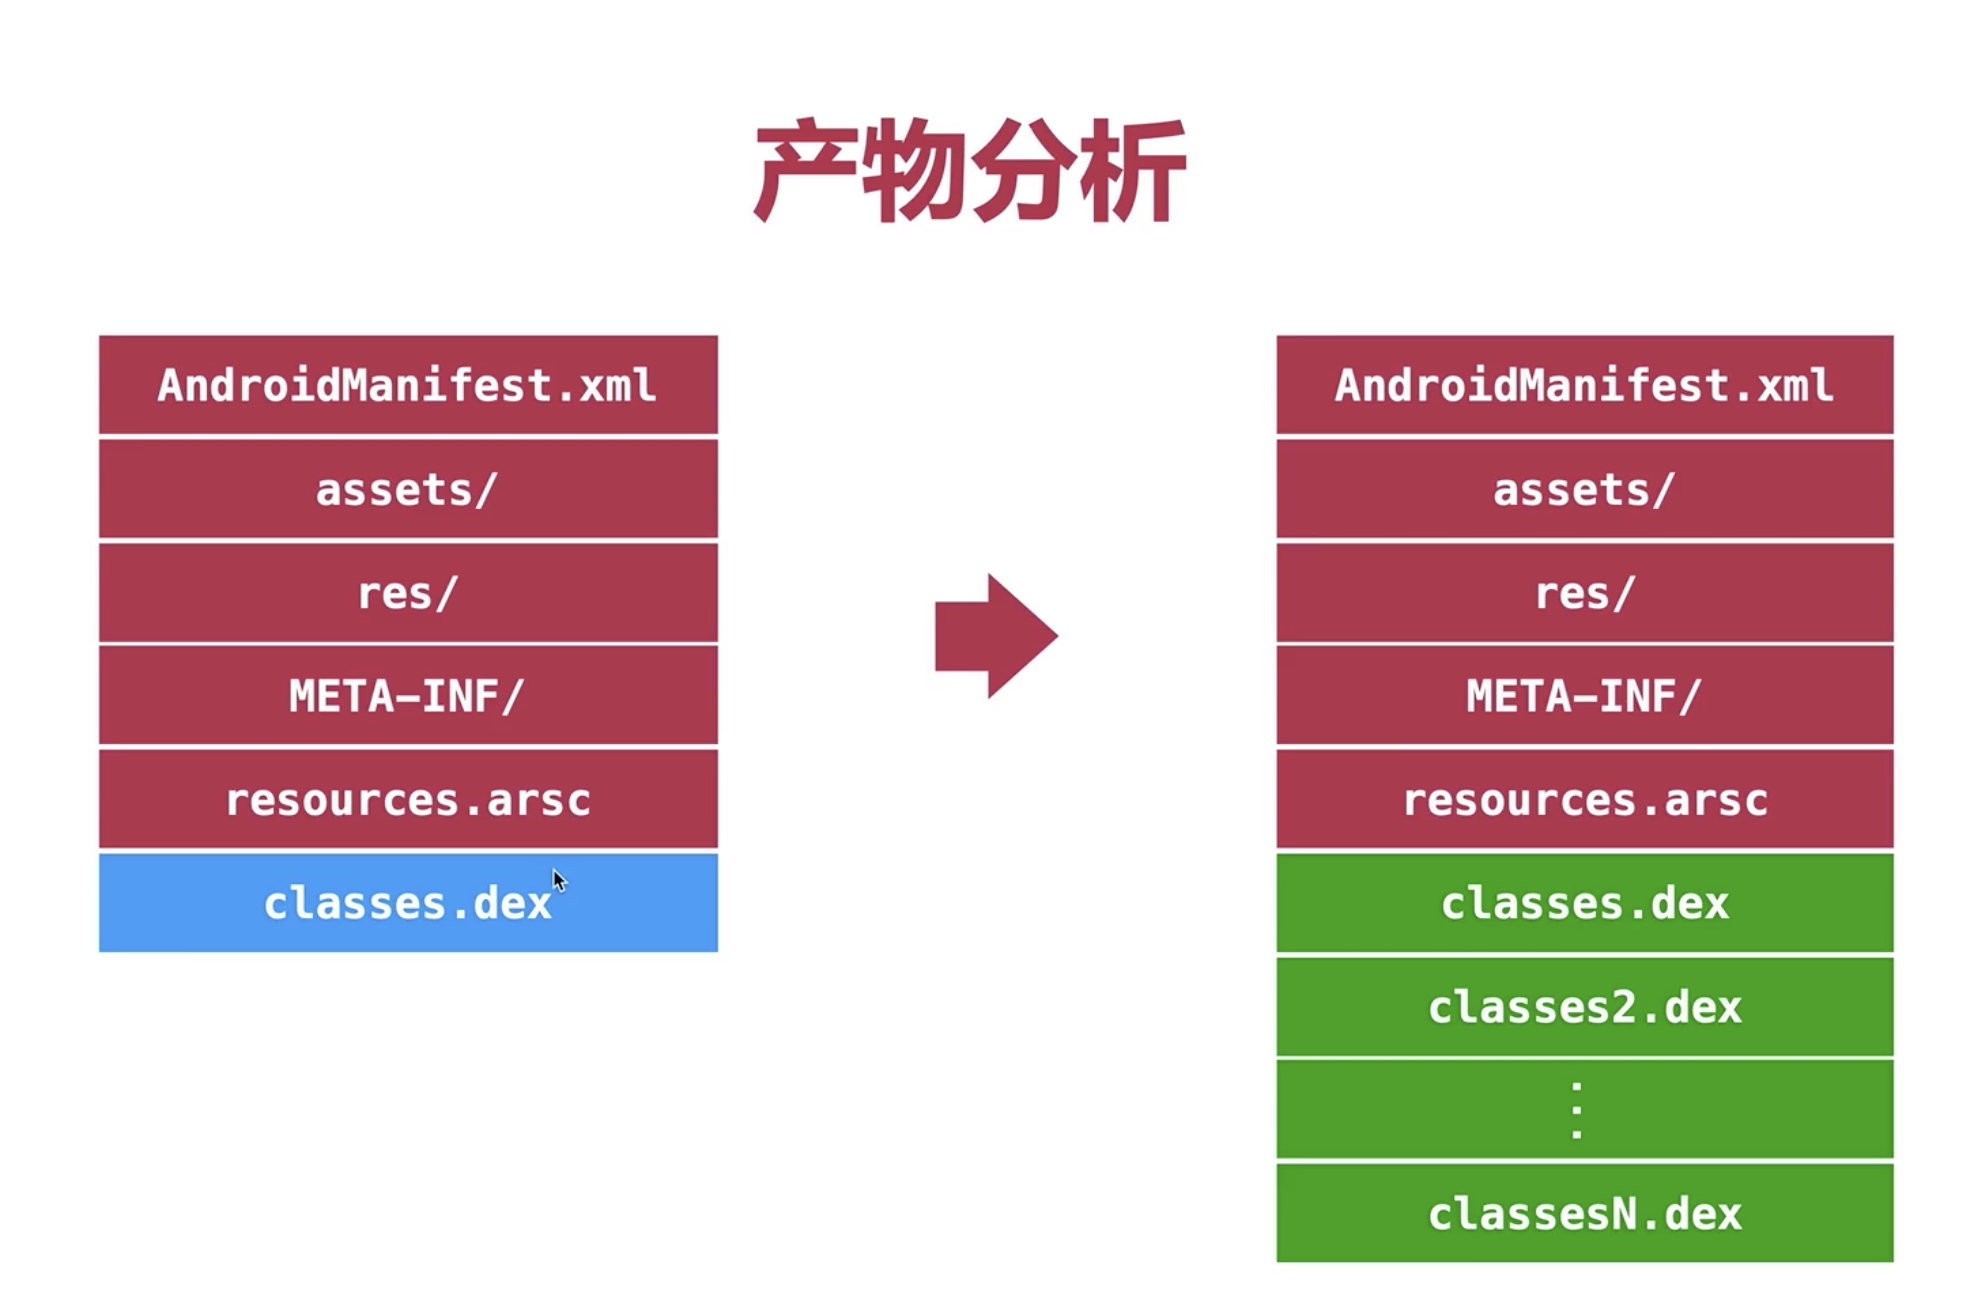 产物分析
AndroidManifest.xml
assets/
res/
META-INF/
resources.arsc
classes.dex
AndroidManifest.xml
assets/
res/
META-INF/
resources.arsc
classes.dex
classes2.dex
⋮
classesN.dex